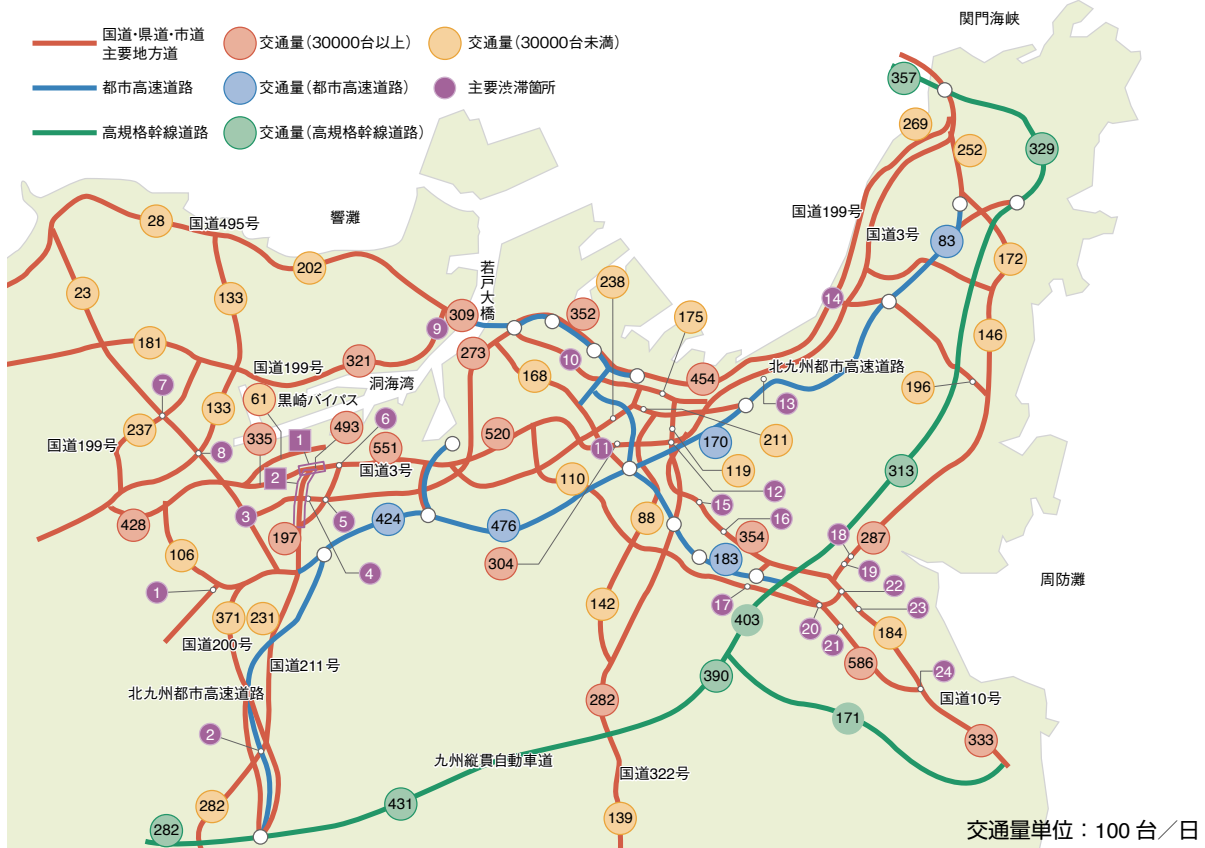 関門海峡
国道・県道・市道
主要地方道
交通量(30000台以上)
交通量(30000台未満)
都市高速道路
交通量(都市高速道路)
主要渋滞箇所
高規格幹線道路
交通量(高規格幹線道路)
357
269
252
329
28
国道495号
響灘
国道199号
国道3号
83
202
若戸大橋
172
23
133
238
14
309
352
175
146
9
181
273
10
国道199号
321
454
北九州都市高速道路
洞海湾
168
196
7
61
黒崎バイパス
6
13
133
237
335
1
493
520
211
国道199号
8
551
11
170
国道3号
2
110
119
313
12
3
5
15
428
424
476
88
16
197
354
287
18
106
304
183
19
4
周防灘
22
1
17
142
23
371
231
403
20
184
国道200号
21
国道211号
586
24
390
北九州都市高速道路
282
国道10号
171
2
333
九州縦貫自動車道
国道322号
282
431
139
282
交通量単位：100 台／日